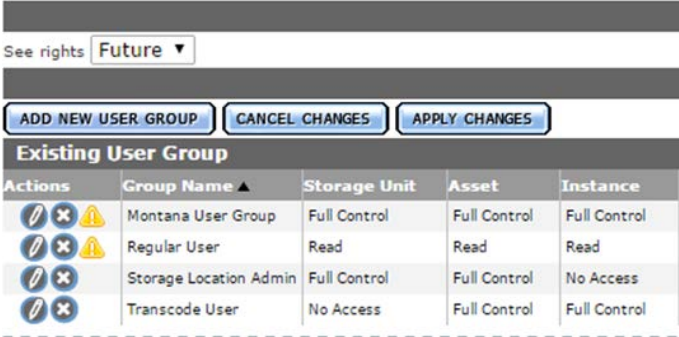 See rights Future ▼
ADD NEW USER GROUP CANCEL CHANGES APPLY CHANGES
Existing User Group
Actions Group Name ▲ Storage Unit Asset Instance
Montana User Group Full Control Full Control Full Control
Regular User Read Read Read
Storage Location Admin Full Control Full Control No Access
Transcode User No Access Full Control Full Control